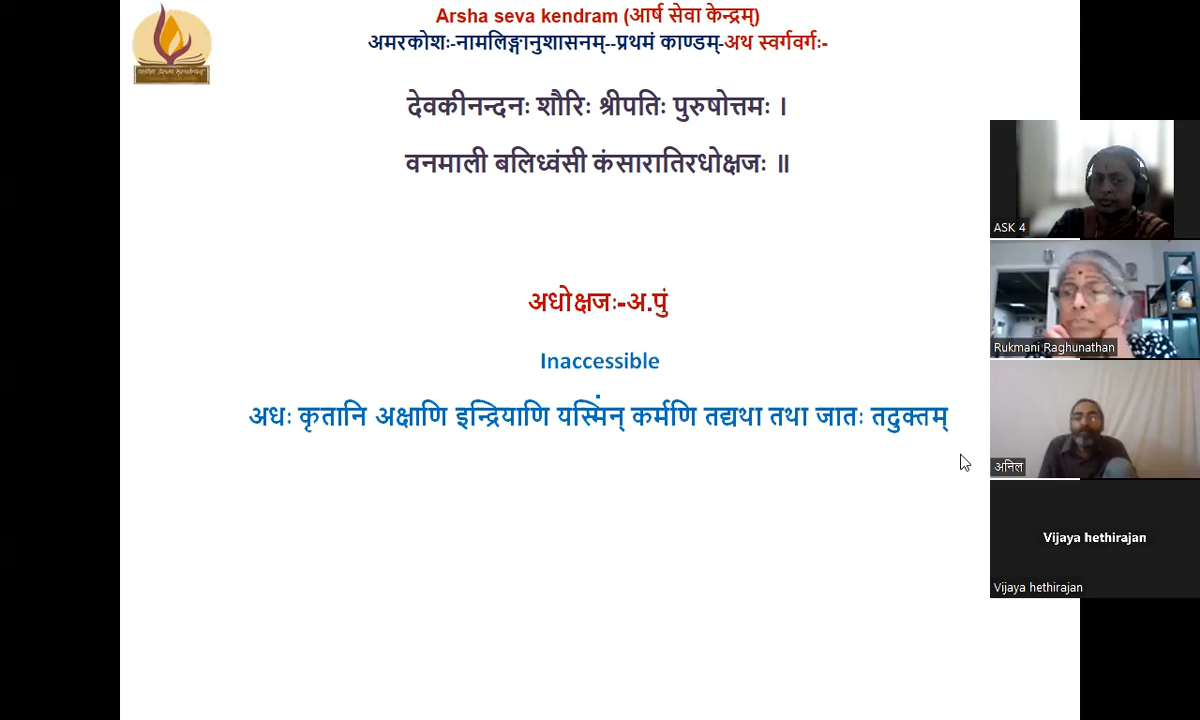 Arsha seva kendram (आर्ष सेवा केन्द्रम्)
अमरकोशः-नामलिङ्गानुशासनम्--प्रथमं काण्डम्-अथ स्वर्गवर्गः-
देवकीनन्दनः शौरिः श्रीपतिः पुरुषोत्तमः ।
वनमाली बलिध्वंसी कंसारातिरधोक्षजः ॥
अधोक्षजः-अ.पुं
Inaccessible
अधः कृतानि अक्षाणि इन्द्रियाणि यस्मिंन् कर्मणि तद्यथा तथा जातः तदुक्तम्
ASK 4
Rukmani Raghunathan
अनिल
Vijaya hethirajan
Vijaya hethirajan